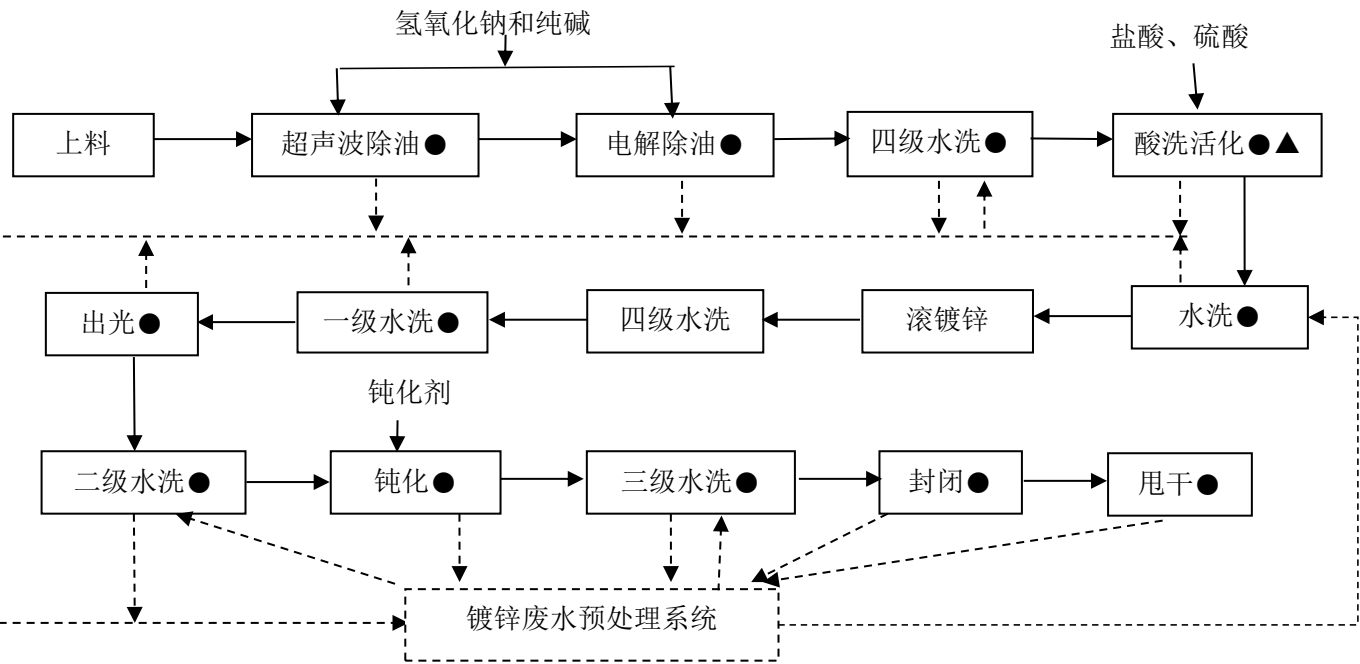 氢氧化钠和纯碱
盐酸、硫酸
上料
超声波除油●
电解除油●
四级水洗●
酸洗活化●▲
出光●
一级水洗●
四级水洗
滚镀锌
水洗●
钝化剂
二级水洗●
钝化●
三级水洗●
封闭●
甩干●
镀锌废水预处理系统